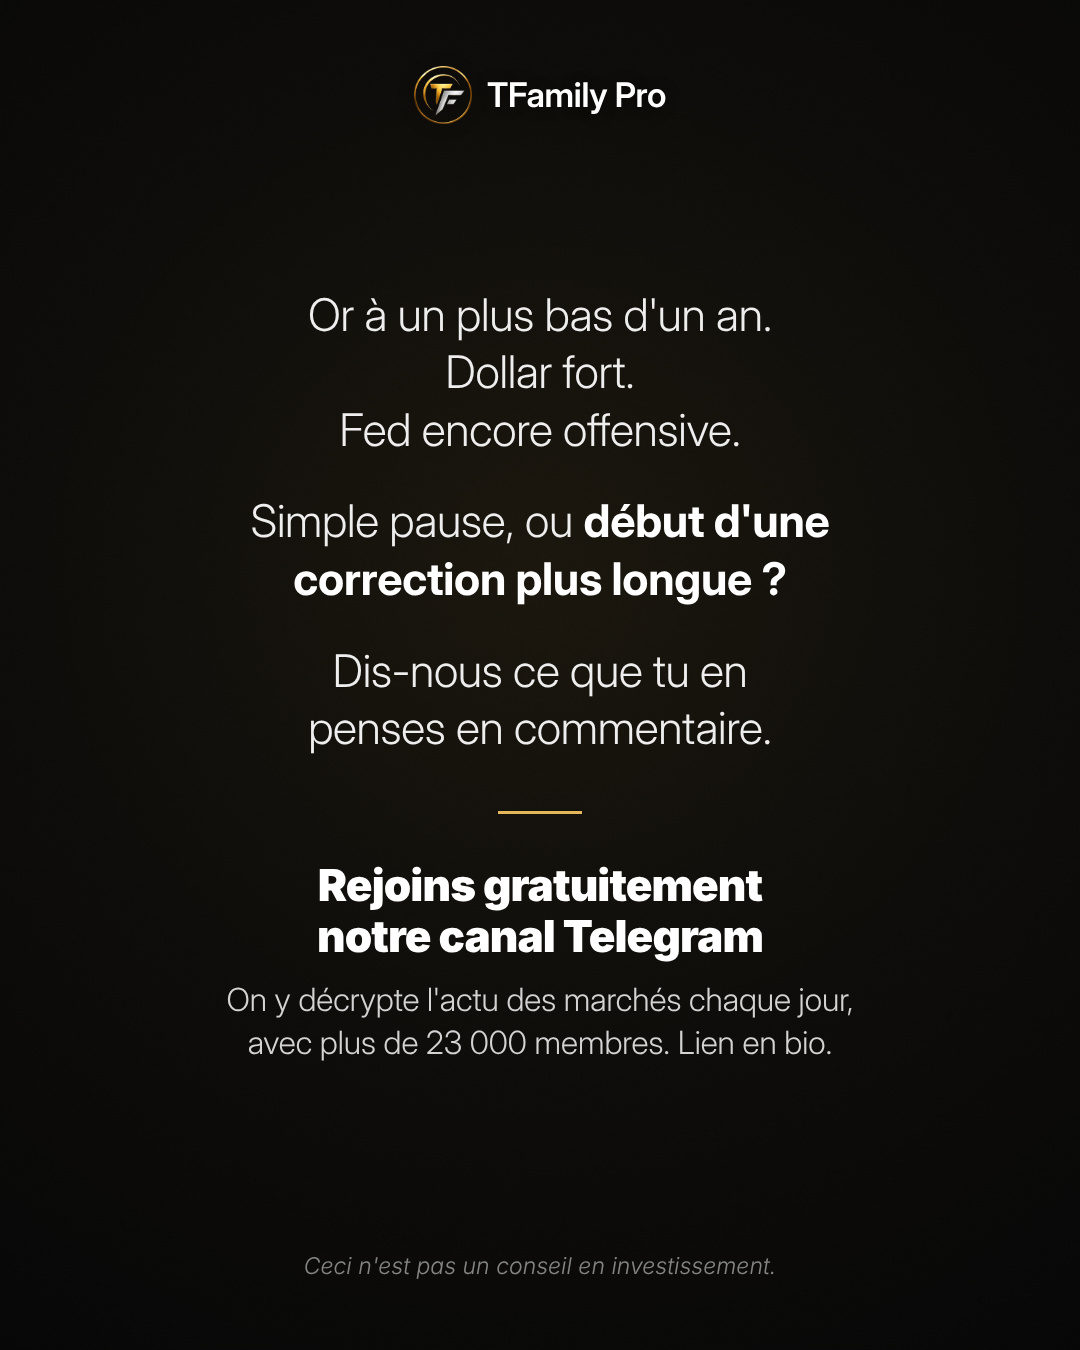 TF TFamily Pro
Or à un plus bas d'un an.
Dollar fort.
Fed encore offensive.
Simple pause, ou début d'une
correction plus longue ?
Dis-nous ce que tu en
penses en commentaire.
Rejoins gratuitement
notre canal Telegram
On y décrypte l'actu des marchés chaque jour,
avec plus de 23 000 membres. Lien en bio.
Ceci n'est pas un conseil en investissement.